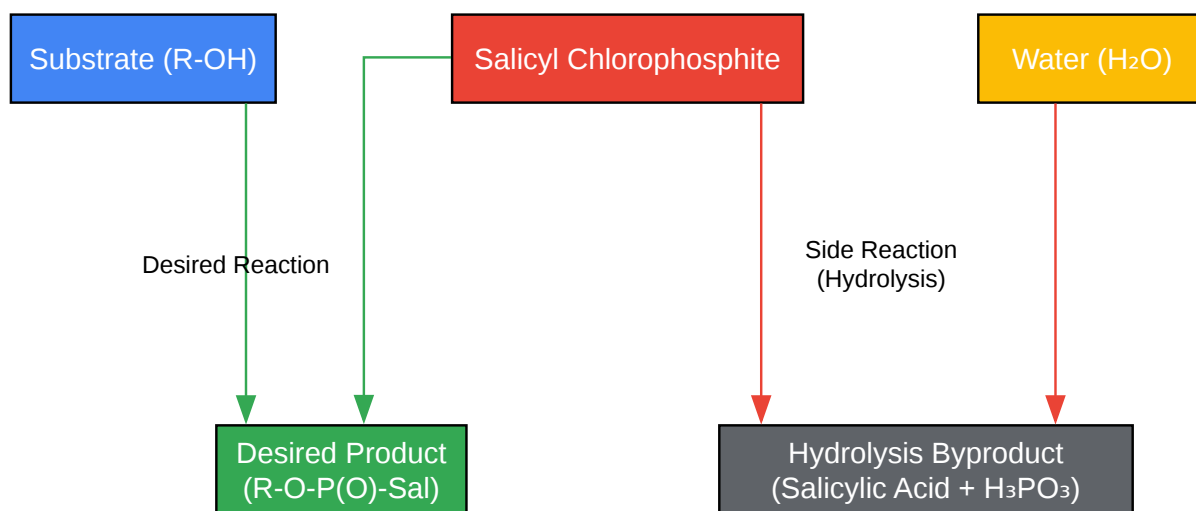 Substrate (R-OH)
Salicyl Chlorophosphite
Water (H₂O)
Desired Reaction
Side Reaction
(Hydrolysis)
Desired Product
(R-O-P(O)-Sal)
Hydrolysis Byproduct
(Salicylic Acid + H₃PO₃)